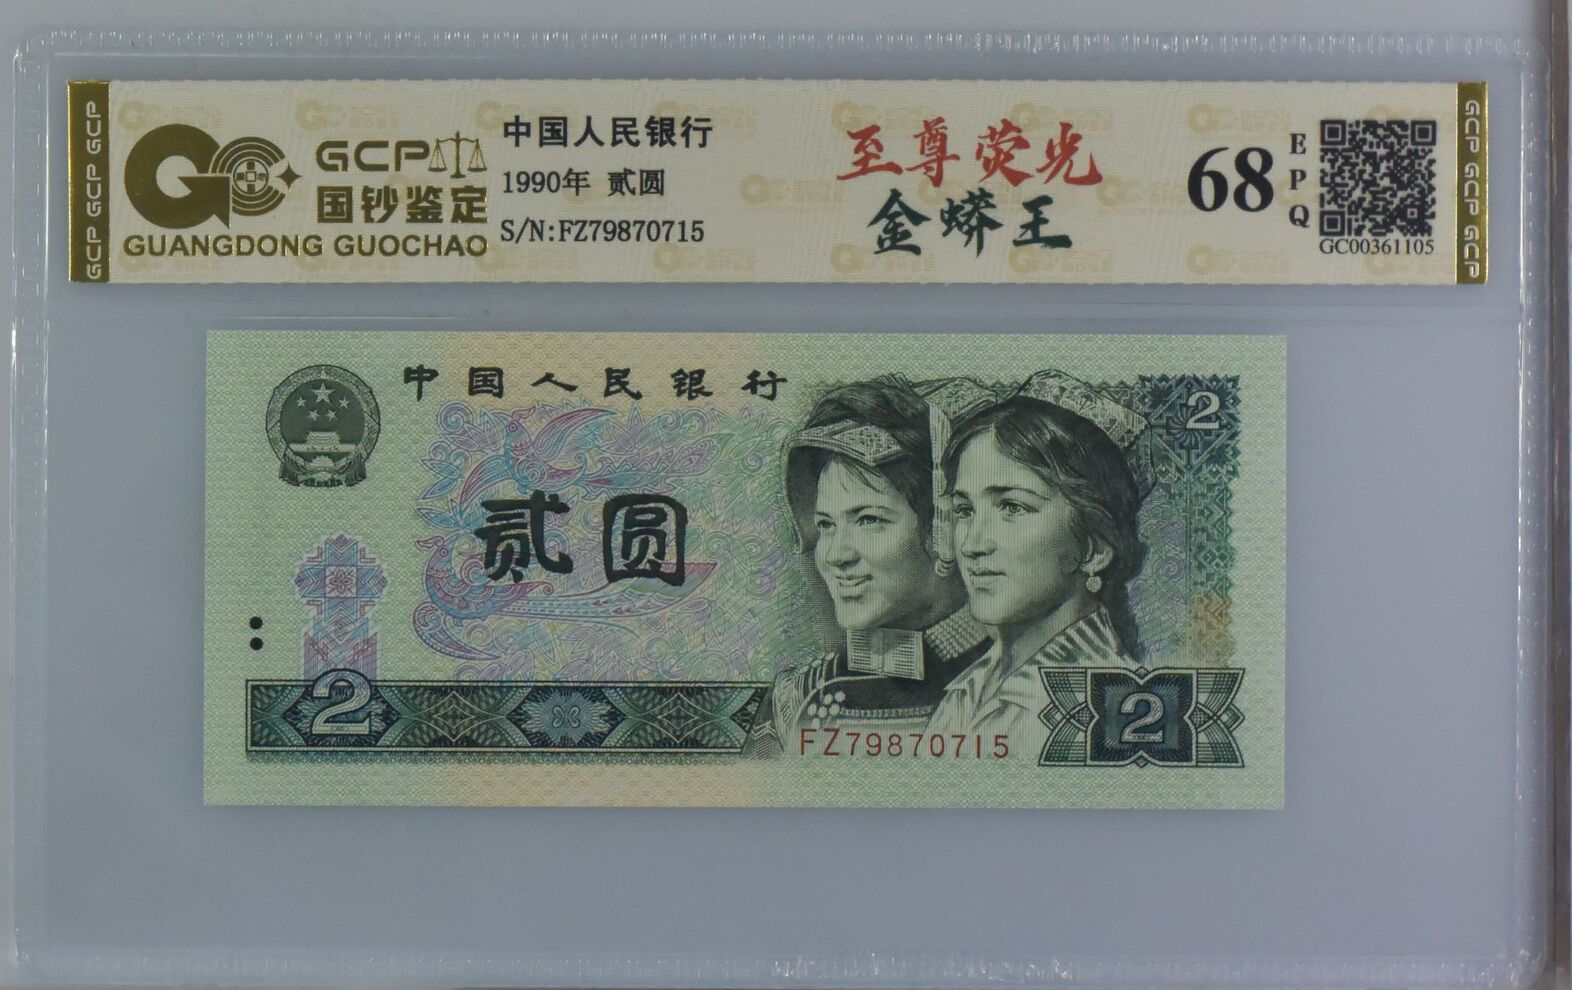 GCP GCP GCP
GCP
国钞鉴定
GUANGDONG GUOCHAO
中国人民银行
1990年 贰圆
S/N:FZ79870715
至尊荧光
金蟒王
68
E
P
Q
GC00361105
GCP GCP GCP
中国人民银行
2
贰圆
2
2
FZ79870715